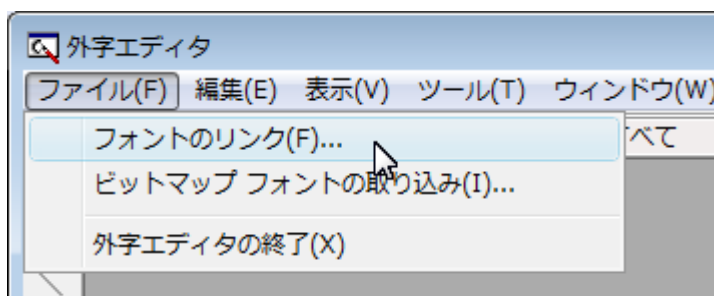 外字エディタ
ファイル(F) 編集(E) 表示(V) ツール(T) ウィンドウ(W)
フォントのリンク(F)...
べて
ビットマップ フォントの取り込み(I)...
外字エディタの終了(X)